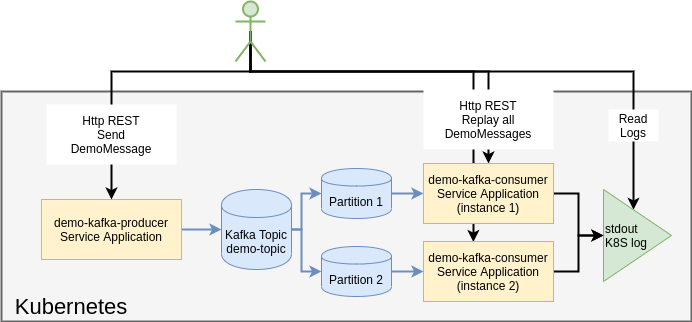 Http REST
Send
DemoMessage
Http REST
Replay all
DemoMessages
Read
Logs
demo-kafka-producer
Service Application
Kafka Topic
demo-topic
Partition 1
Partition 2
demo-kafka-consumer
Service Application
(instance 1)
demo-kafka-consumer
Service Application
(instance 2)
stdout
K8S log
Kubernetes